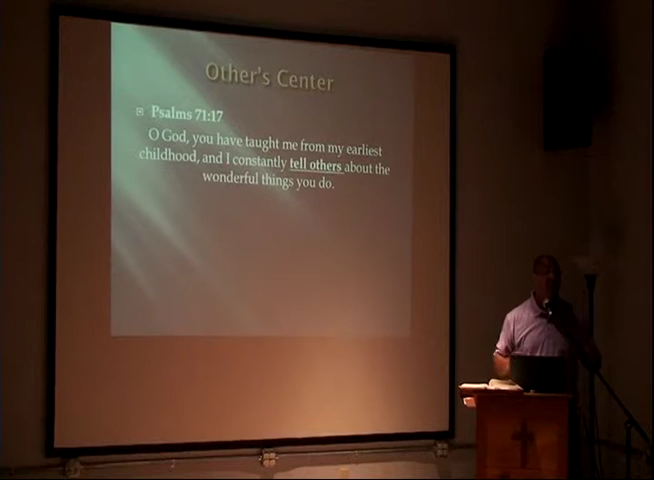 Other's Center
Psalms 71:17
O God, you have taught me from my earliest
childhood, and I constantly tell others about the
wonderful things you do.